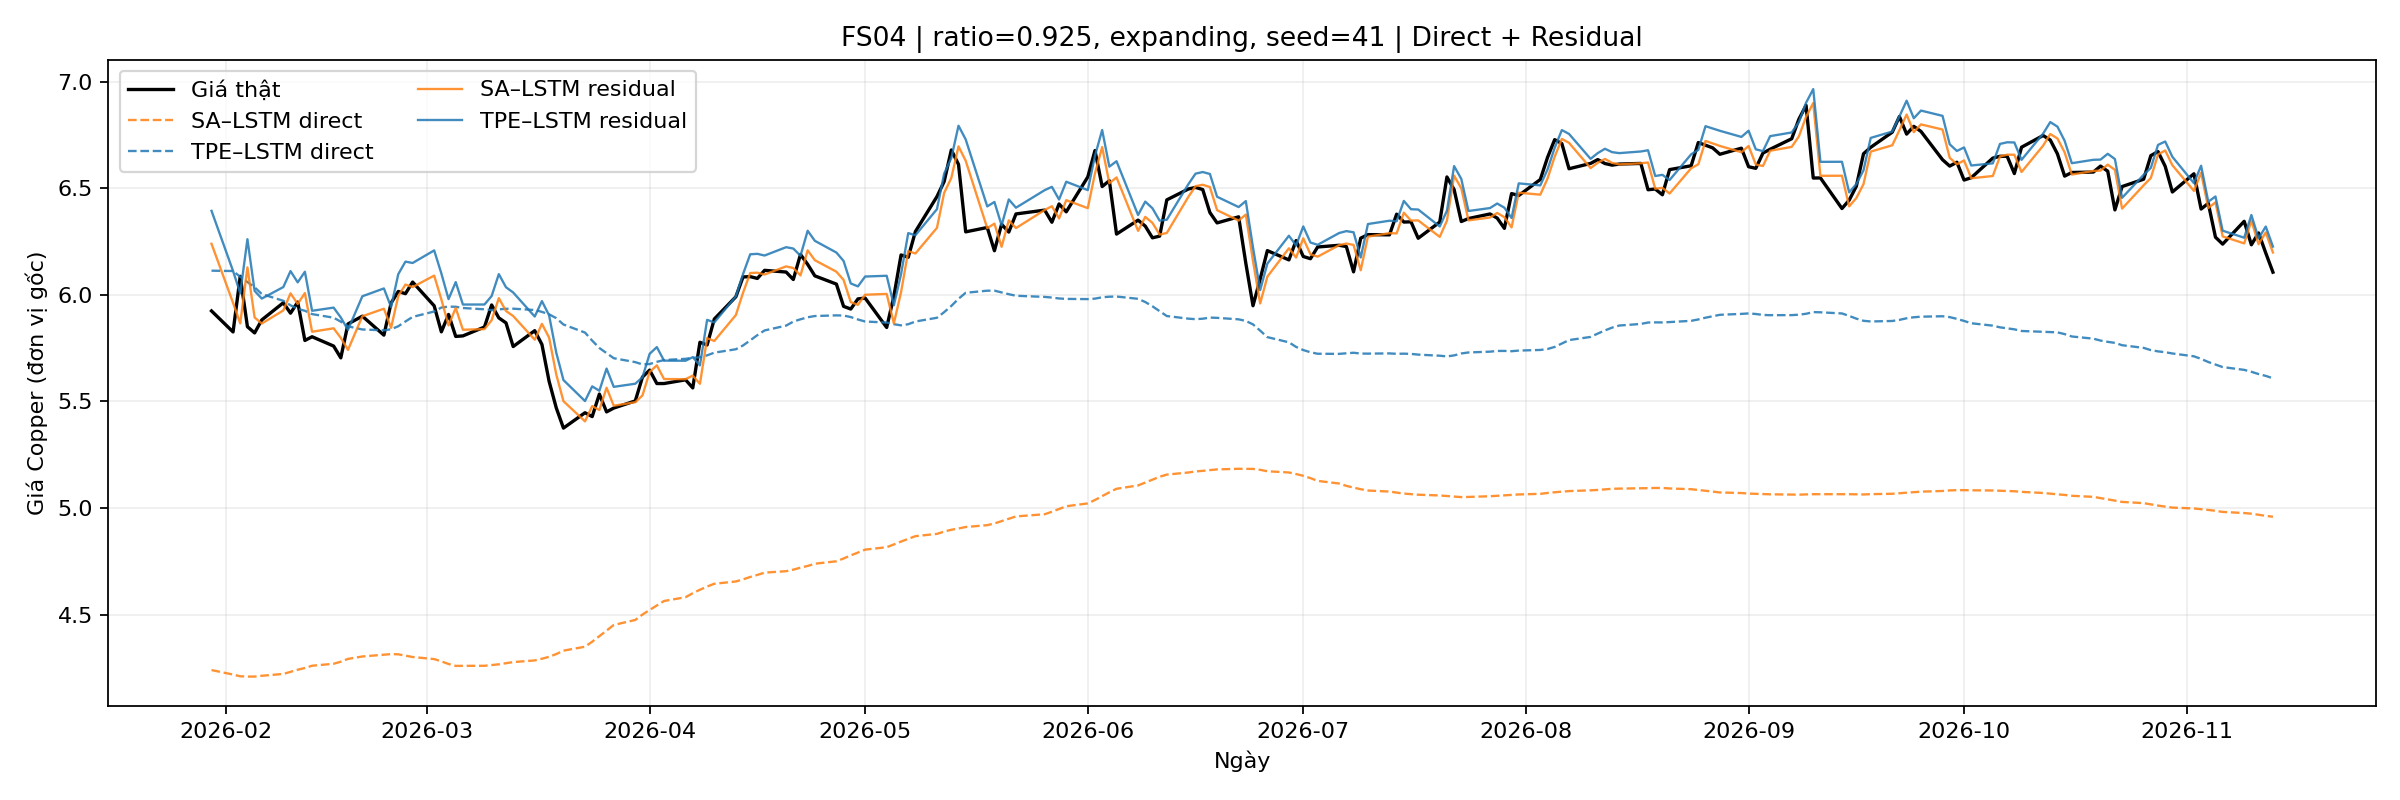 FS04 | ratio=0.925, expanding, seed=41 | Direct + Residual
Giá thật
SA–LSTM direct
TPE–LSTM direct
SA–LSTM residual
TPE–LSTM residual
Giá Copper (đơn vị gốc)
7.0
6.5
6.0
5.5
5.0
4.5
2026-02 2026-03 2026-04 2026-05 2026-06 2026-07 2026-08 2026-09 2026-10 2026-11
Ngày